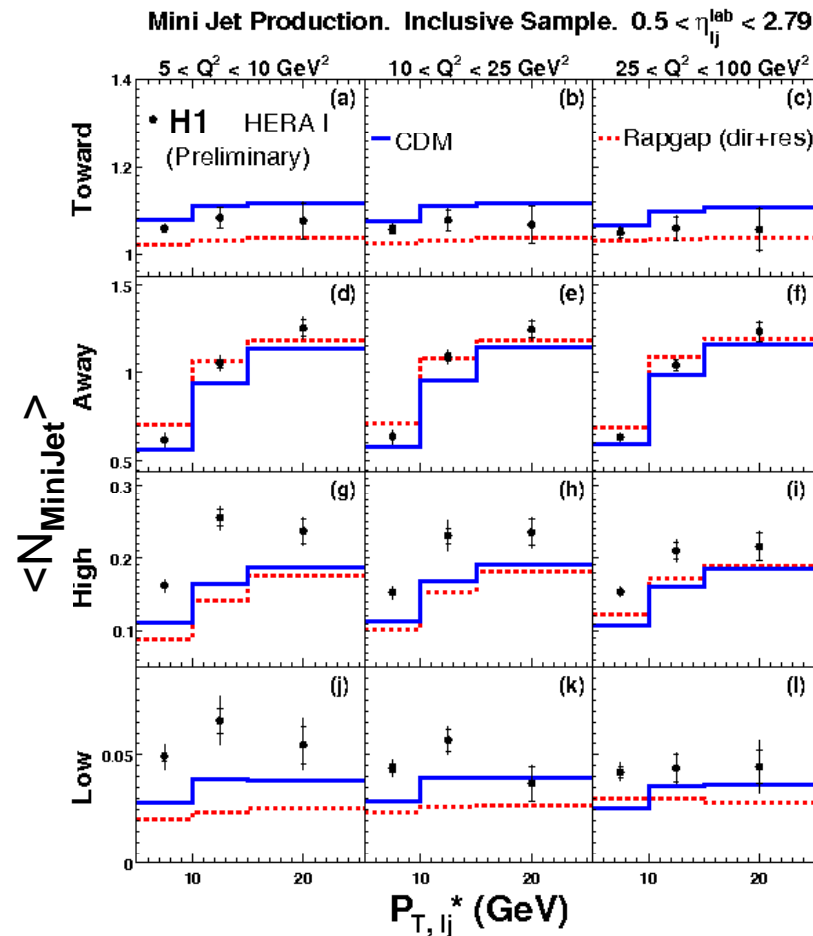 Mini Jet Production. Inclusive Sample. 0.5 < η_lj^lab < 2.79
5 < Q² < 10 GeV² 10 < Q² < 25 GeV² 25 < Q² < 100 GeV²
1.4 (a) (b) (c)
H1 HERA I CDM Rapgap (dir+res)
(Preliminary)
1.2
Toward
1
1.5 (d) (e) (f)
Away
1
0.5
<N_MiniJet>
0.3 (g) (h) (i)
High
0.2
0.1
(j) (k) (l)
Low
0.05
0
10 20 10 20 10 20
P_T, lj* (GeV)